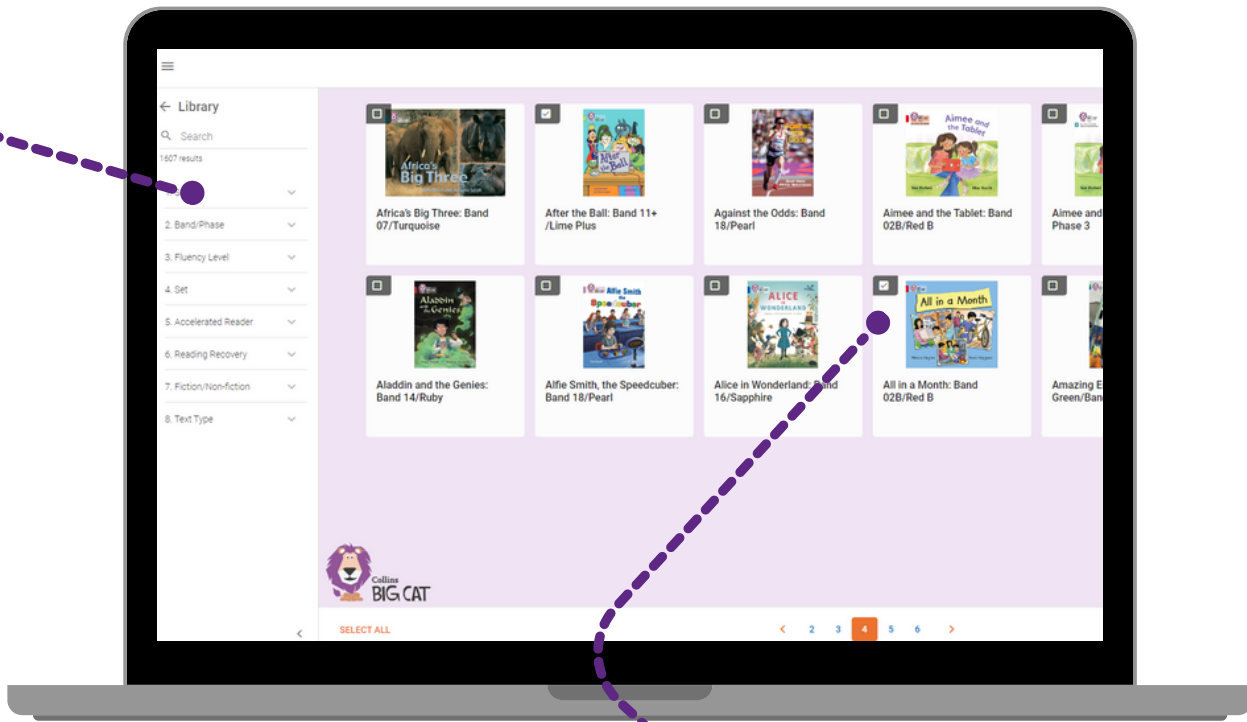 Library
Search
1607 results
2. Band/Phase
3. Fluency Level
4. Set
5. Accelerated Reader
6. Reading Recovery
7. Fiction/Non-fiction
8. Text Type
Africa's
Big Three
Africa's Big Three: Band
07/Turquoise
After
the Ball
After the Ball: Band 11+
/Lime Plus
Against the Odds: Band
18/Pearl
Aimee and
the Tablet
Aimee and the Tablet: Band
02B/Red B
Aimee and
Phase 3
Aladdin
and the
Genies
Aladdin and the Genies:
Band 14/Ruby
Alfie Smith
the
Speedcuber
Alfie Smith, the Speedcuber:
Band 18/Pearl
ALICE
IN
WONDERLAND
Alice in Wonderland: Band
16/Sapphire
All in a Month
All in a Month: Band
02B/Red B
Amazing E
Green/Ban
Collins
BIG CAT
SELECT ALL
< 2 3 4 5 6 >